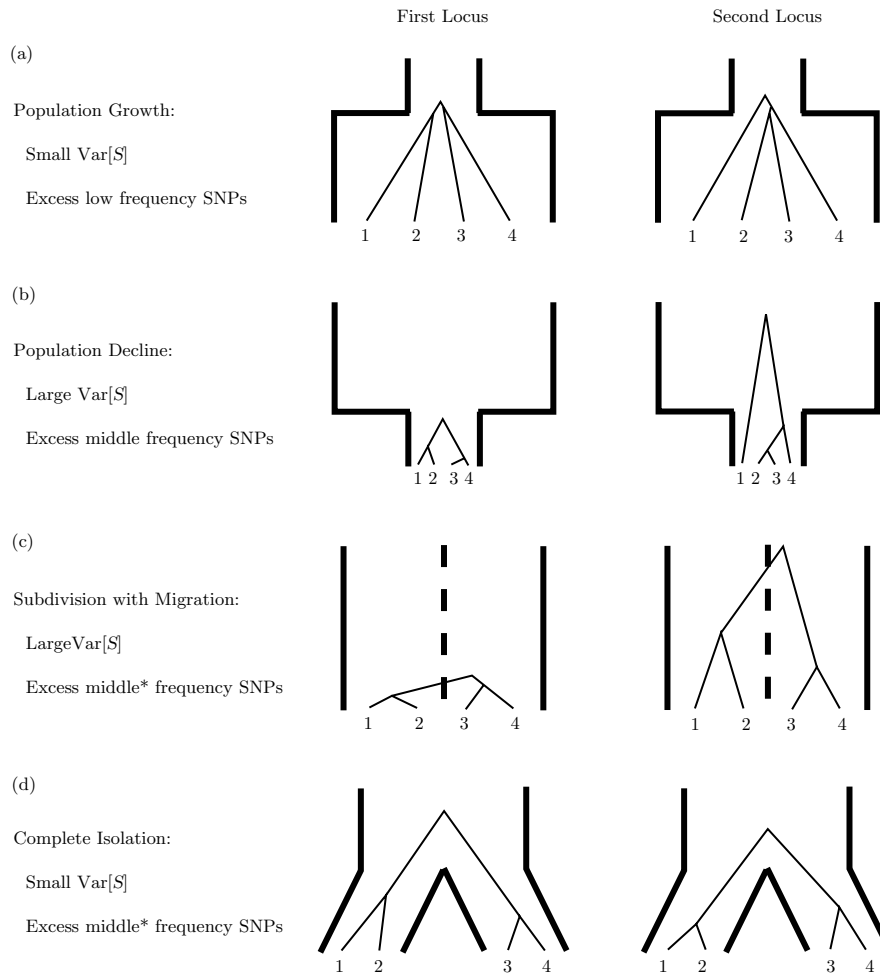 First Locus Second Locus
(a)
Population Growth:
Small Var[S]
Excess low frequency SNPs
1 2 3 4 1 2 3 4
(b)
Population Decline:
Large Var[S]
Excess middle frequency SNPs
1 2 3 4 1 2 3 4
(c)
Subdivision with Migration:
LargeVar[S]
Excess middle* frequency SNPs
1 2 3 4 1 2 3 4
(d)
Complete Isolation:
Small Var[S]
Excess middle* frequency SNPs
1 2 3 4 1 2 3 4